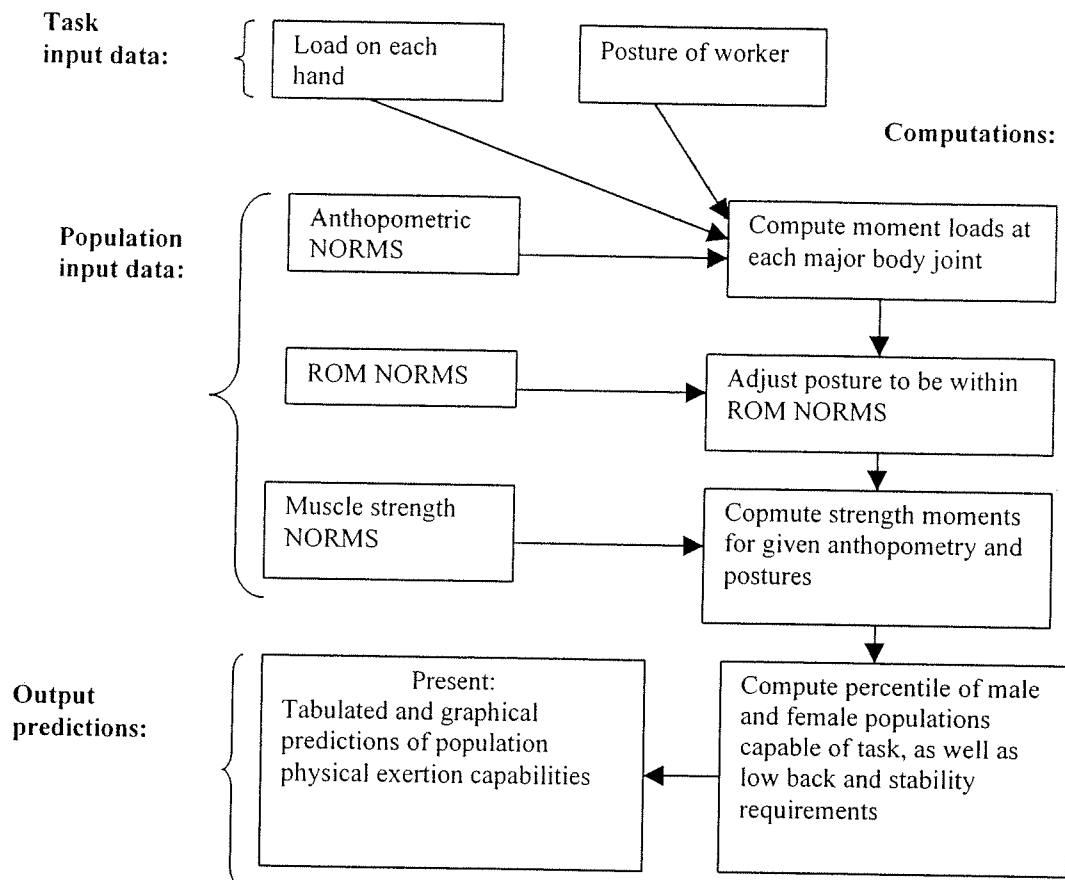 Task
input data:
Load on each
hand
Posture of worker
Computations:
Population
input data:
Anthopometric
NORMS
Compute moment loads at
each major body joint
ROM NORMS
Adjust posture to be within
ROM NORMS
Muscle strength
NORMS
Copmute strength moments
for given anthopometry and
postures
Output
predictions:
Present:
Tabulated and graphical
predictions of population
physical exertion capabilities
Compute percentile of male
and female populations
capable of task, as well as
low back and stability
requirements